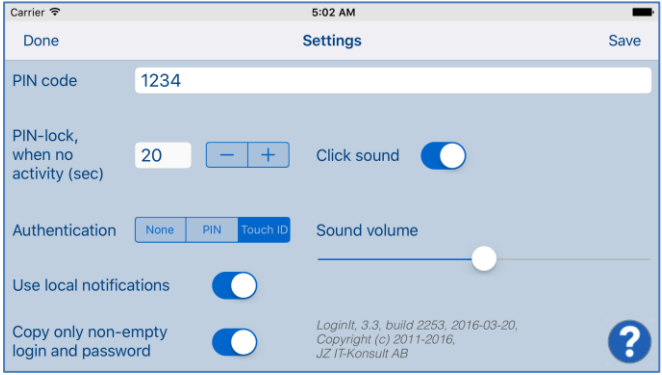 Carrier 5:02 AM
Done Settings Save
PIN code 1234
PIN-lock,
when no
activity (sec)
20 − +
Click sound
Authentication None PIN Touch ID
Sound volume
Use local notifications
Copy only non-empty
login and password
LoginIt, 3.3, build 2253, 2016-03-20,
Copyright (c) 2011-2016,
JZ IT-Konsult AB
?